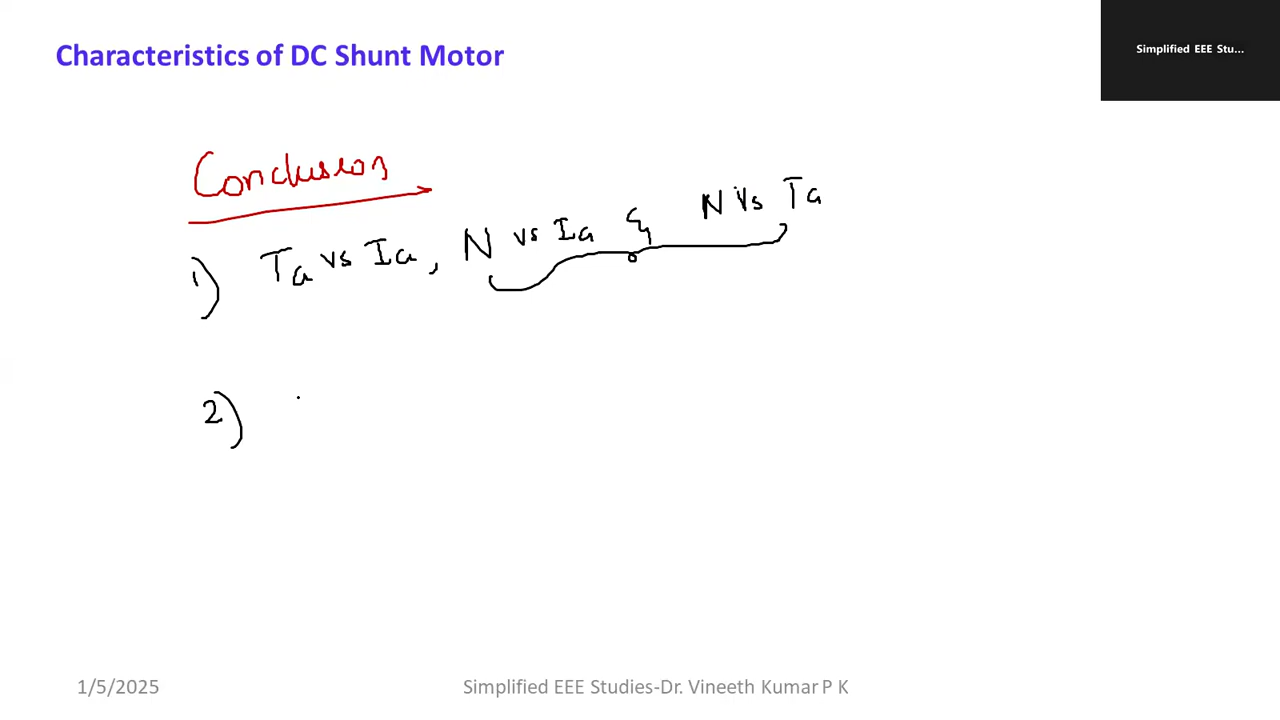 Characteristics of DC Shunt Motor
Simplified EEE Stu...
Conclusion
1) Ta vs Ia, N vs Ia & N Vs Ta
2)
1/5/2025
Simplified EEE Studies-Dr. Vineeth Kumar P K